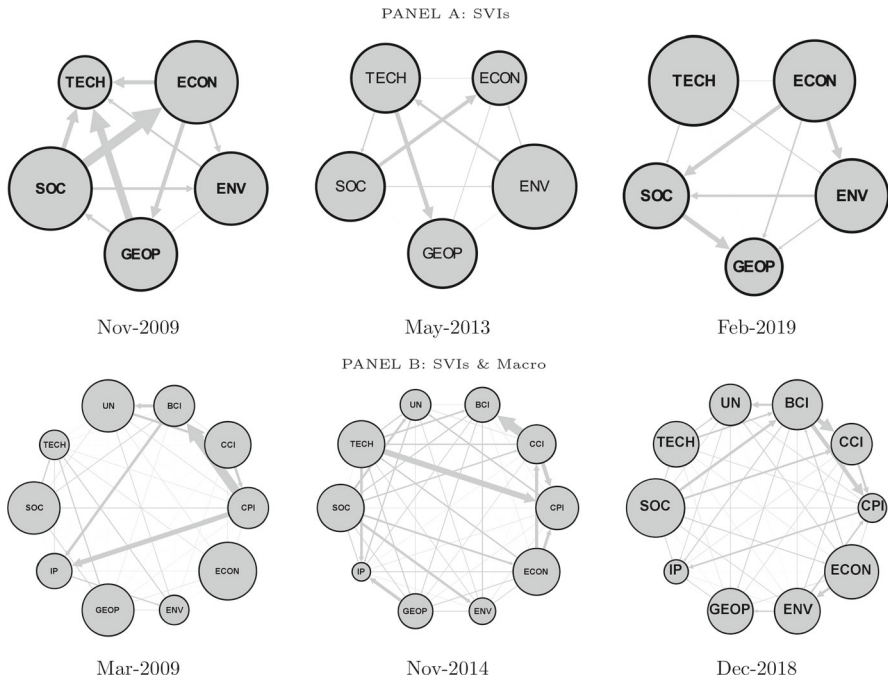 PANEL A: SVIs
TECH
ECON
SOC
ENV
GEOP
TECH
ECON
SOC
ENV
GEOP
TECH
ECON
SOC
ENV
GEOP
Nov-2009
May-2013
Feb-2019
PANEL B: SVIs & Macro
UN
BCI
TECH
CCI
SOC
CPI
IP
ECON
GEOP
ENV
UN
BCI
TECH
CCI
SOC
CPI
IP
ECON
GEOP
ENV
UN
BCI
TECH
CCI
SOC
CPI
IP
ECON
GEOP
ENV
Mar-2009
Nov-2014
Dec-2018